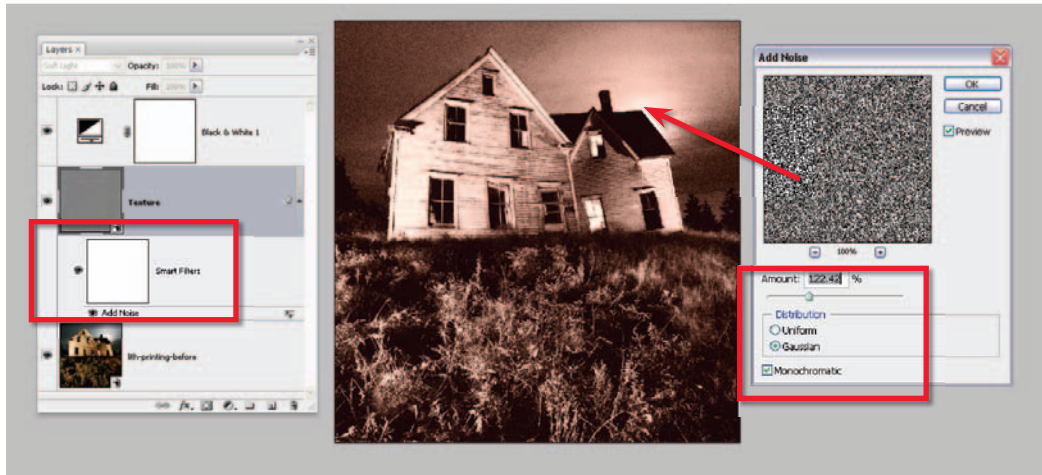 Layers ×
Soft Light Opacity: 100%
Lock: Fill: 100%
Black & White 1
Texture
Smart Filters
Add Noise
lith-printing-before
fx.
Add Noise
OK
Cancel
Preview
100%
Amount: 122.42 %
Distribution
Uniform
Gaussian
Monochromatic